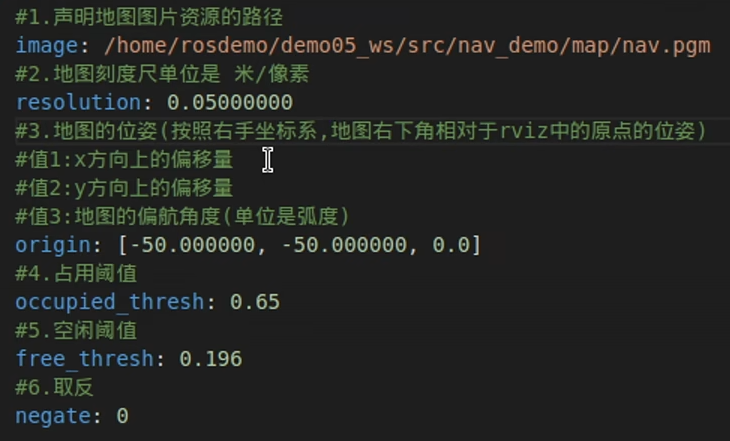 #1.声明地图图片资源的路径
image: /home/rosdemo/demo05_ws/src/nav_demo/map/nav.pgm
#2.地图刻度尺单位是 米/像素
resolution: 0.05000000
#3.地图的位姿(按照右手坐标系,地图右下角相对于rviz中的原点的位姿)
#值1:x方向上的偏移量
#值2:y方向上的偏移量
#值3:地图的偏航角度(单位是弧度)
origin: [-50.000000, -50.000000, 0.0]
#4.占用阈值
occupied_thresh: 0.65
#5.空闲阈值
free_thresh: 0.196
#6.取反
negate: 0